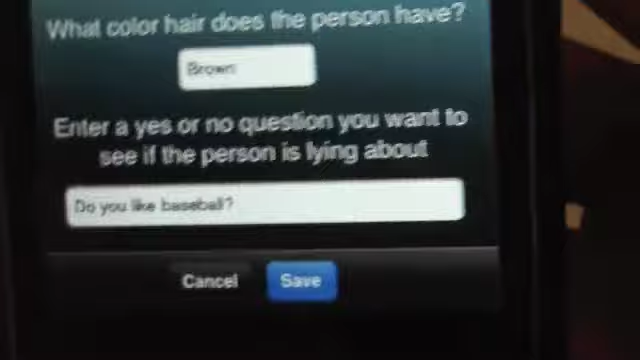 What color hair does the person have?
Brown
Enter a yes or no question you want to
see if the person is lying about
Do you like baseball?
Cancel Save